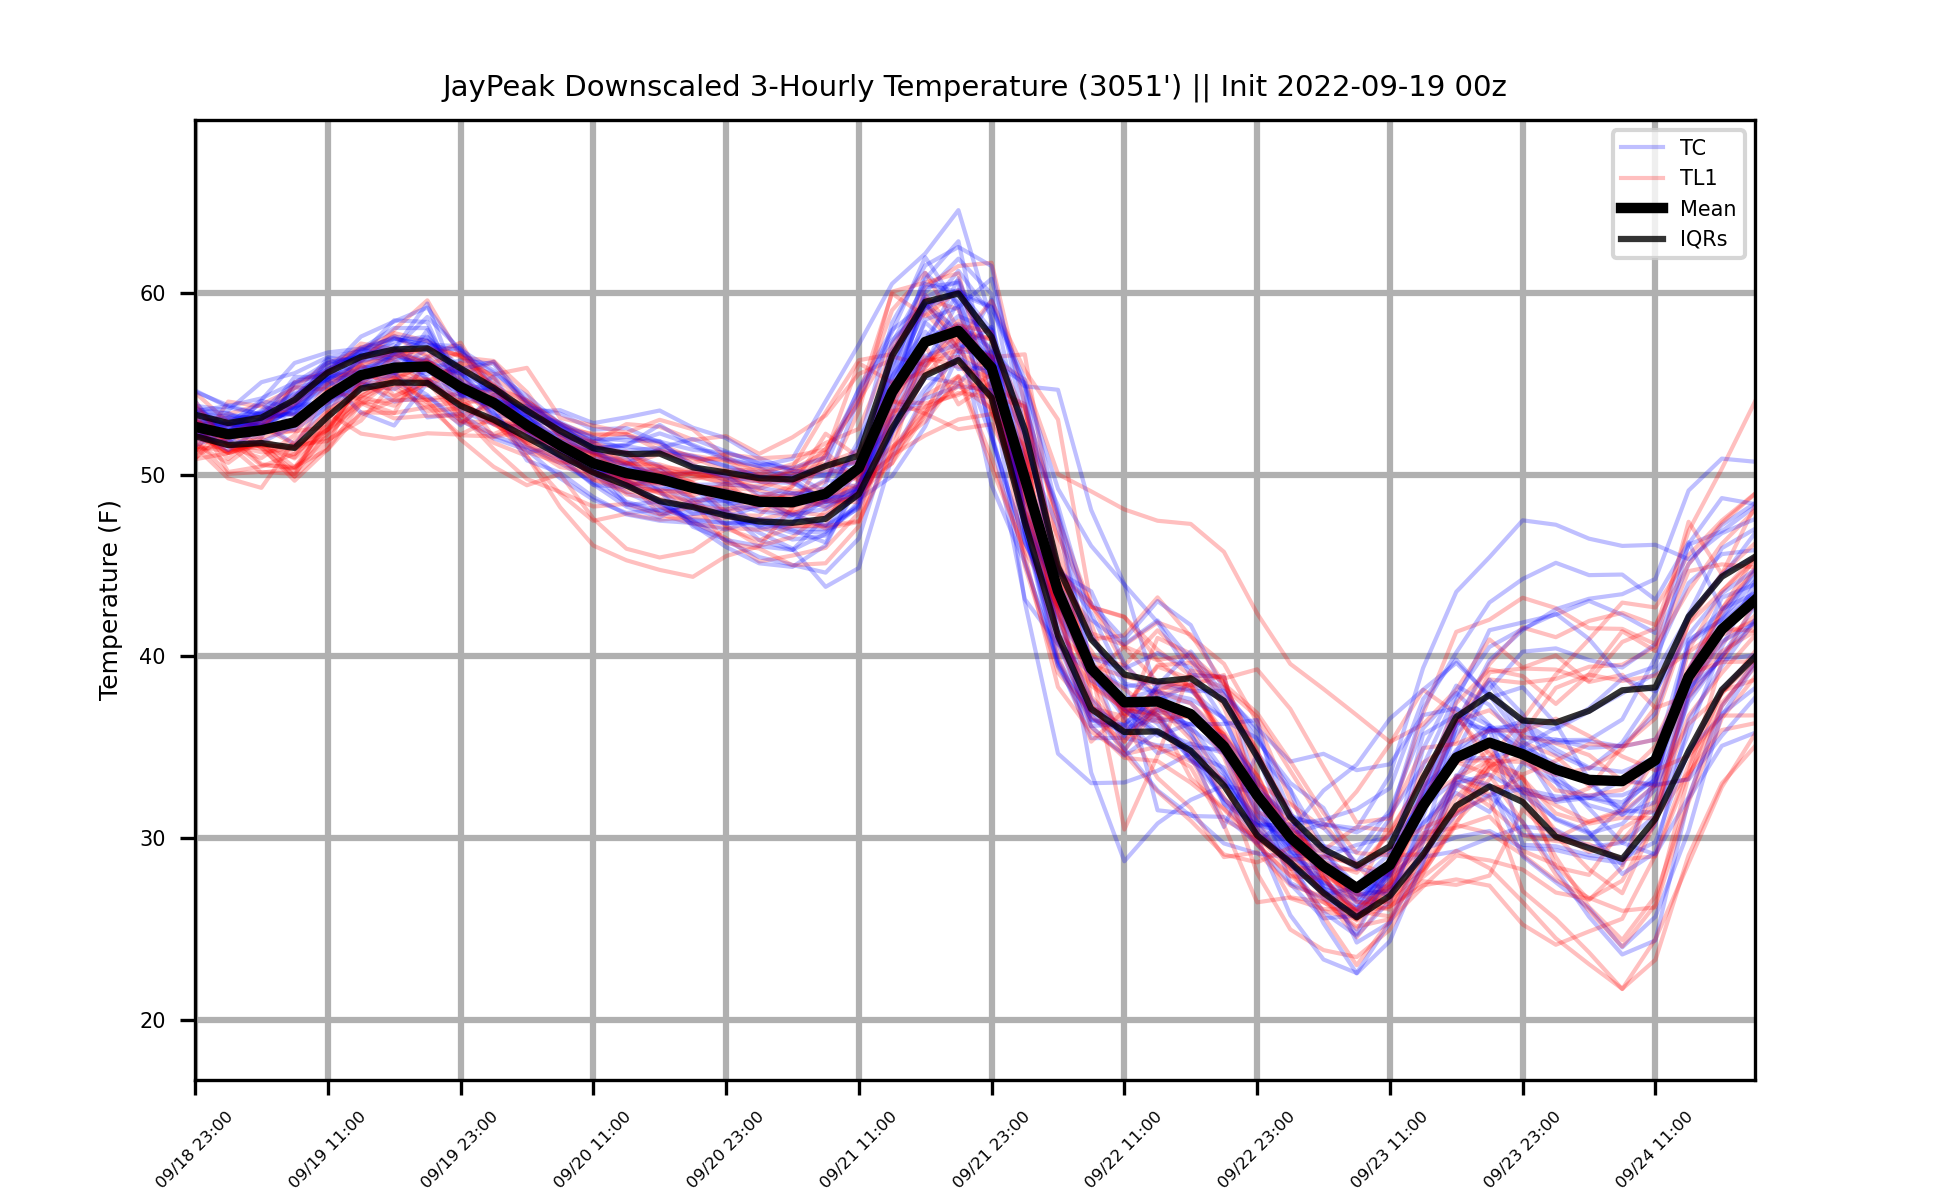 JayPeak Downscaled 3-Hourly Temperature (3051') || Init 2022-09-19 00z
TC
TL1
Mean
IQRs
Temperature (F)
60
50
40
30
20
09/18 23:00
09/19 11:00
09/19 23:00
09/20 11:00
09/20 23:00
09/21 11:00
09/21 23:00
09/22 11:00
09/22 23:00
09/23 11:00
09/23 23:00
09/24 11:00